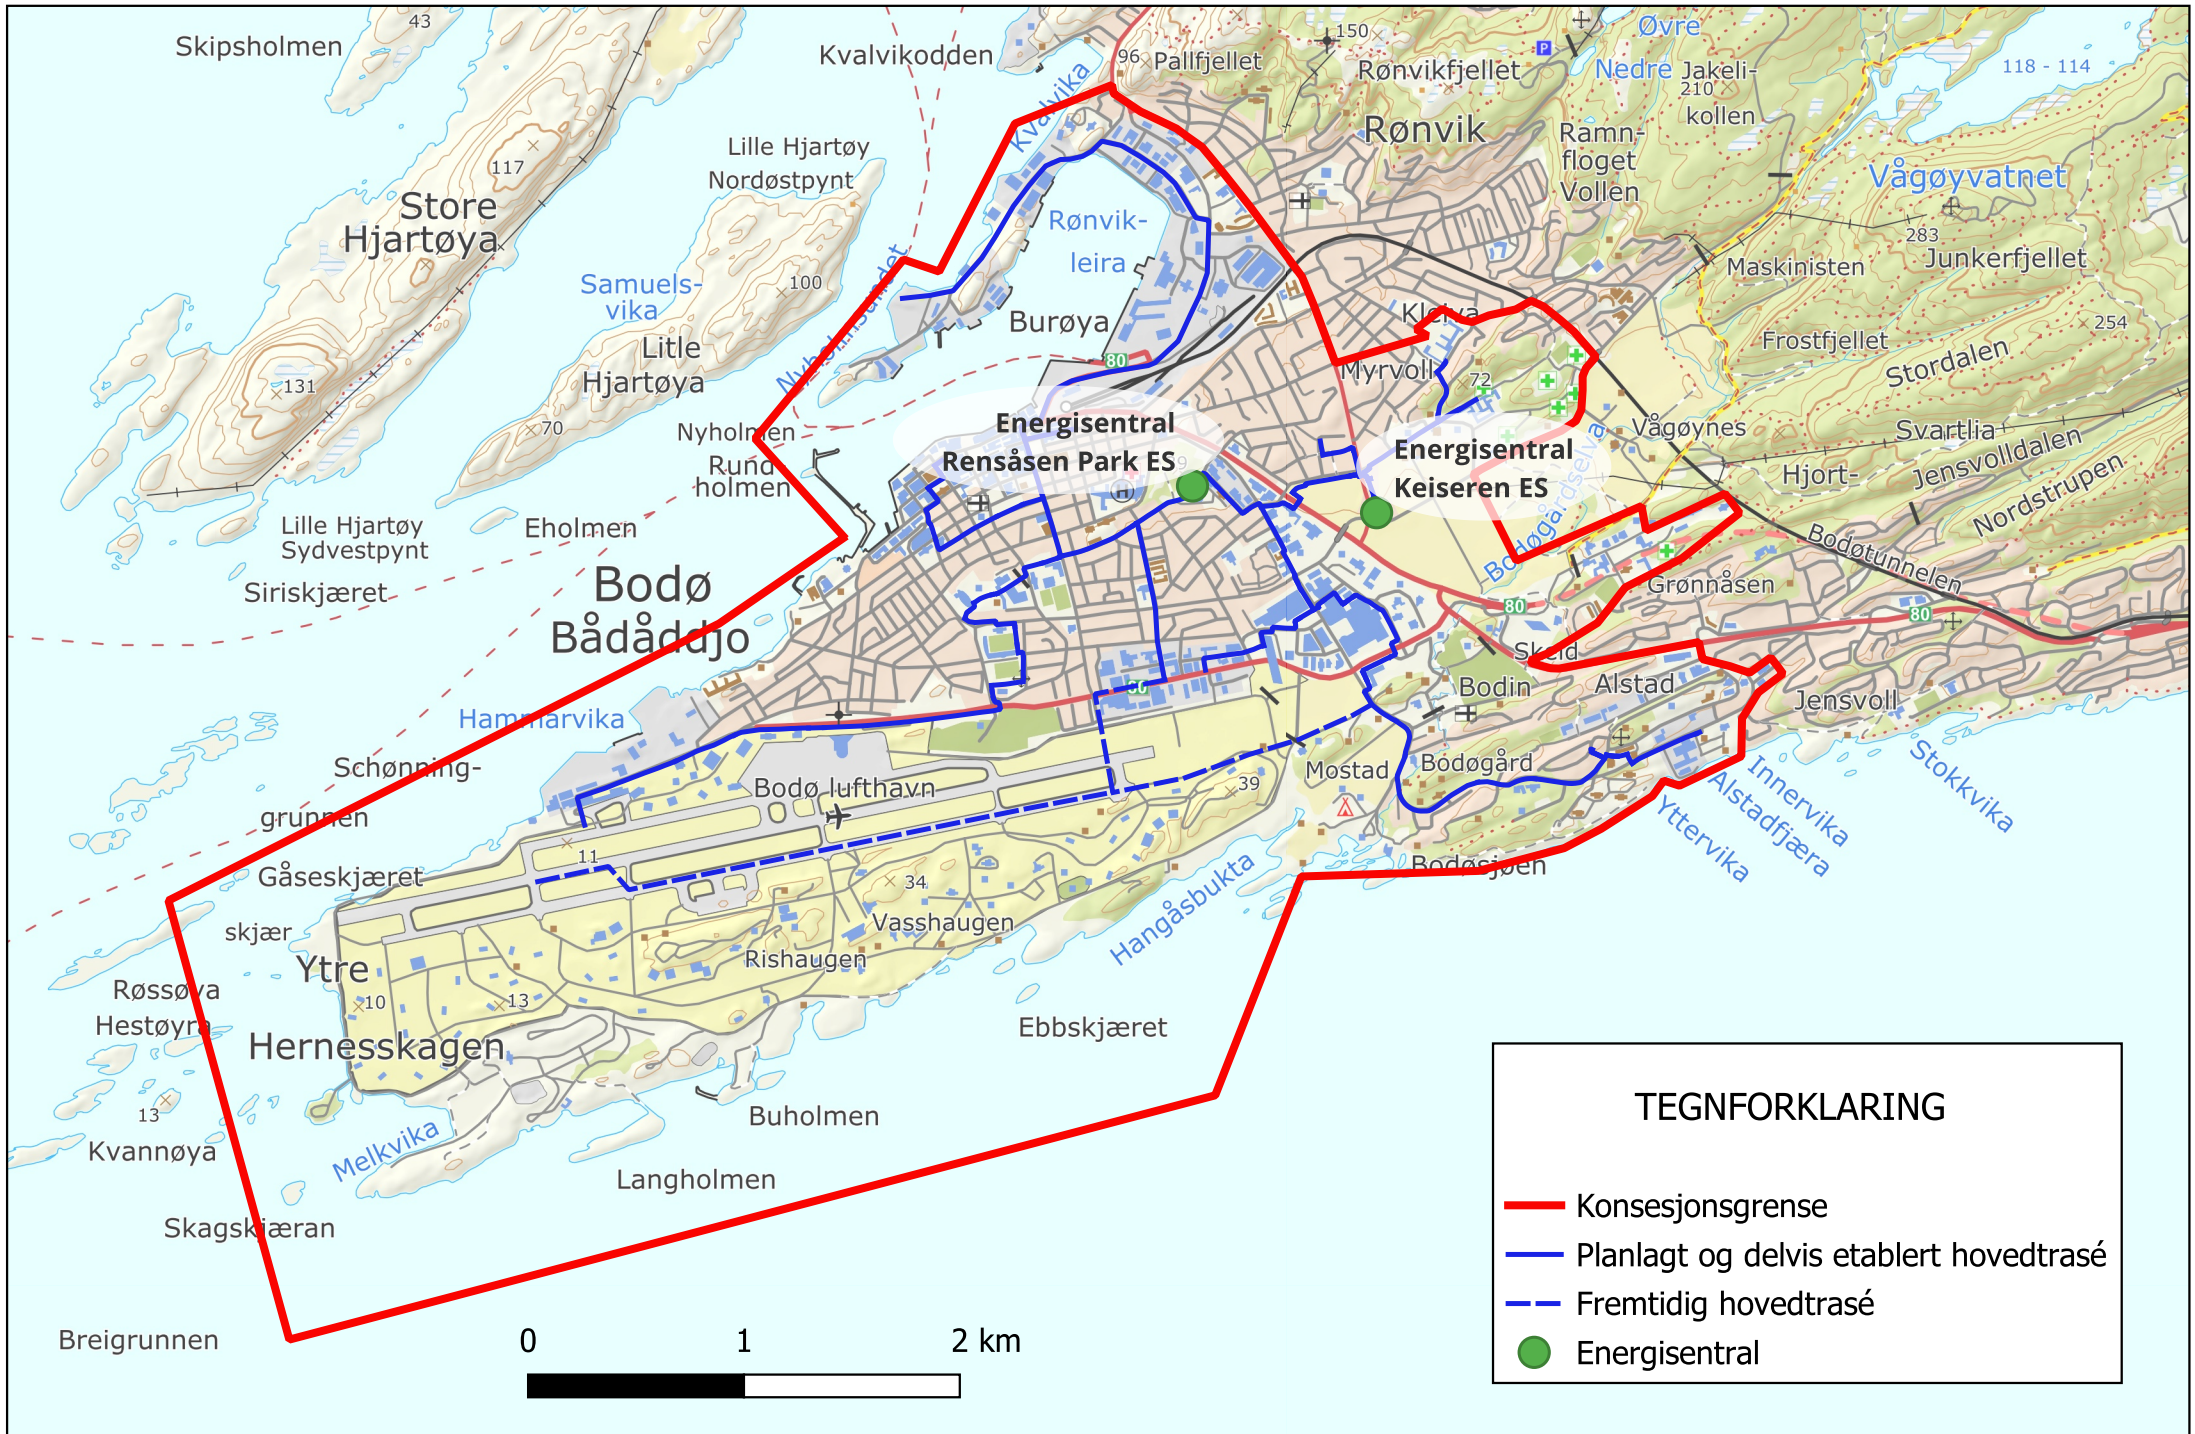 Skipsholmen
43
Kvalvikodden
96
Pallfjellet
150
Rønvikfjellet
P
Øvre
Nedre
Jakeli-
210
kollen
118 - 114
Kvalvika
Rønvik
Ramn-
floget
Vollen
Vågøyvatnet
117
Store
Hjartøya
Lille Hjartøy
Nordøstpynt
Rønvik-
leira
283
Junkerfjellet
Maskinisten
Samuels-
vika
100
Nyholmsundet
Burøya
Kleiva
254
Frostfjellet
Stordalen
Litle
Hjartøya
131
80
Myrvoll
72
70
Nyholmen
Rund
holmen
Energisentral
Rensåsen Park ES
H
Energisentral
Keiseren ES
Vågøynes
Svartlia
Hjort-
Jensvolldalen
Nordstrupen
Lille Hjartøy
Sydvestpynt
Eholmen
Siriskjæret
Bodøgårdselva
Bodøtunnelen
Grønnåsen
80
80
Bodø
Bådåddjo
Skeid
Bodin
Alstad
Jensvoll
80
Hammarvika
Schønning-
grunnen
Bodø lufthavn
Mostad
Bodøgård
39
Innervika
Alstadfjæra
Yttervika
Stokkvika
11
Gåseskjæret
34
Bodøsjøen
skjær
Vasshaugen
Hangåsbukta
Rishaugen
Ytre
Hernesskagen
10
13
Røssøya
Hestøyra
Ebbskjæret
13
Kvannøya
Melkvika
Buholmen
Langholmen
Skagskjæran
Breigrunnen
0 1 2 km
TEGNFORKLARING
Konsesjonsgrense
Planlagt og delvis etablert hovedtrasé
Fremtidig hovedtrasé
Energisentral